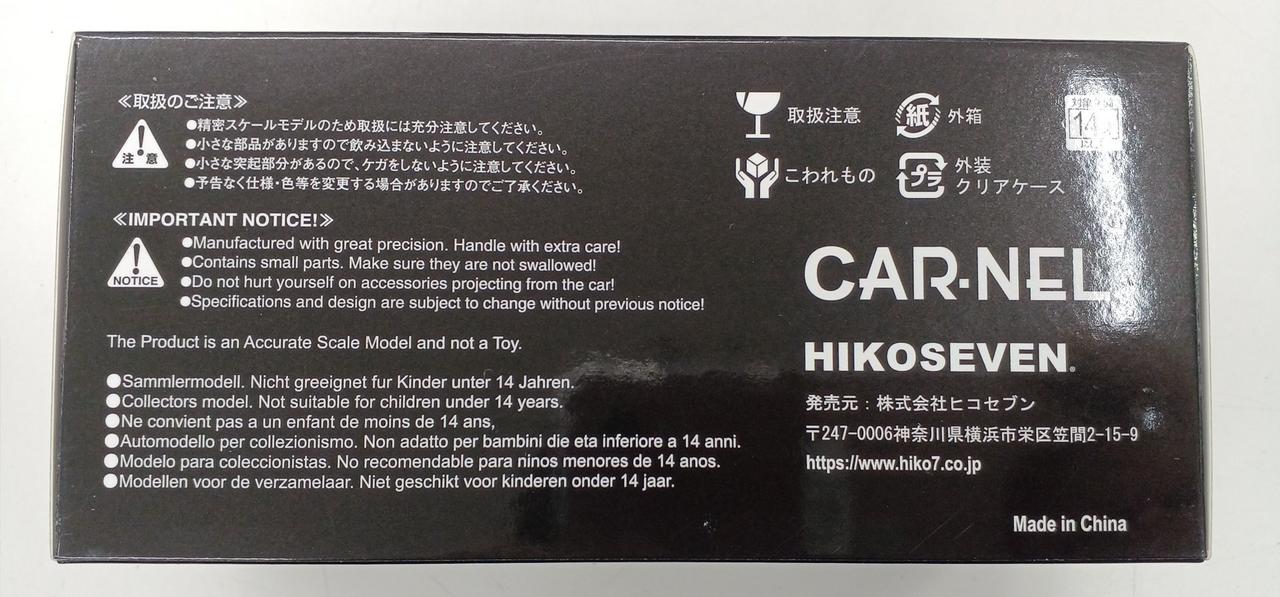 ≪取扱のご注意≫
注 意
●精密スケールモデルのため取扱には充分注意してください。
●小さな部品がありますので飲み込まないように注意してください。
●小さな突起部分があるので、ケガをしないように注意してください。
●予告なく仕様・色等を変更する場合がありますのでご了承ください。
≪IMPORTANT NOTICE!≫
NOTICE
●Manufactured with great precision. Handle with extra care!
●Contains small parts. Make sure they are not swallowed!
●Do not hurt yourself on accessories projecting from the car!
●Specifications and design are subject to change without previous notice!
The Product is an Accurate Scale Model and not a Toy.
●Sammlermodell. Nicht greeignet fur Kinder unter 14 Jahren.
●Collectors model. Not suitable for children under 14 years.
●Ne convient pas a un enfant de moins de 14 ans,
●Automodello per collezionismo. Non adatto per bambini die eta inferiore a 14 anni.
●Modelo para coleccionistas. No recomendable para ninos menores de 14 anos.
●Modellen voor de verzamelaar. Niet geschikt voor kinderen onder 14 jaar.
取扱注意
紙 外箱
こわれもの
プラ 外装
クリアケース
対象
14
CAR·NEL
HIKOSEVEN
発売元：株式会社ヒコセブン
〒247-0006神奈川県横浜市栄区笠間2-15-9
https://www.hiko7.co.jp
Made in China